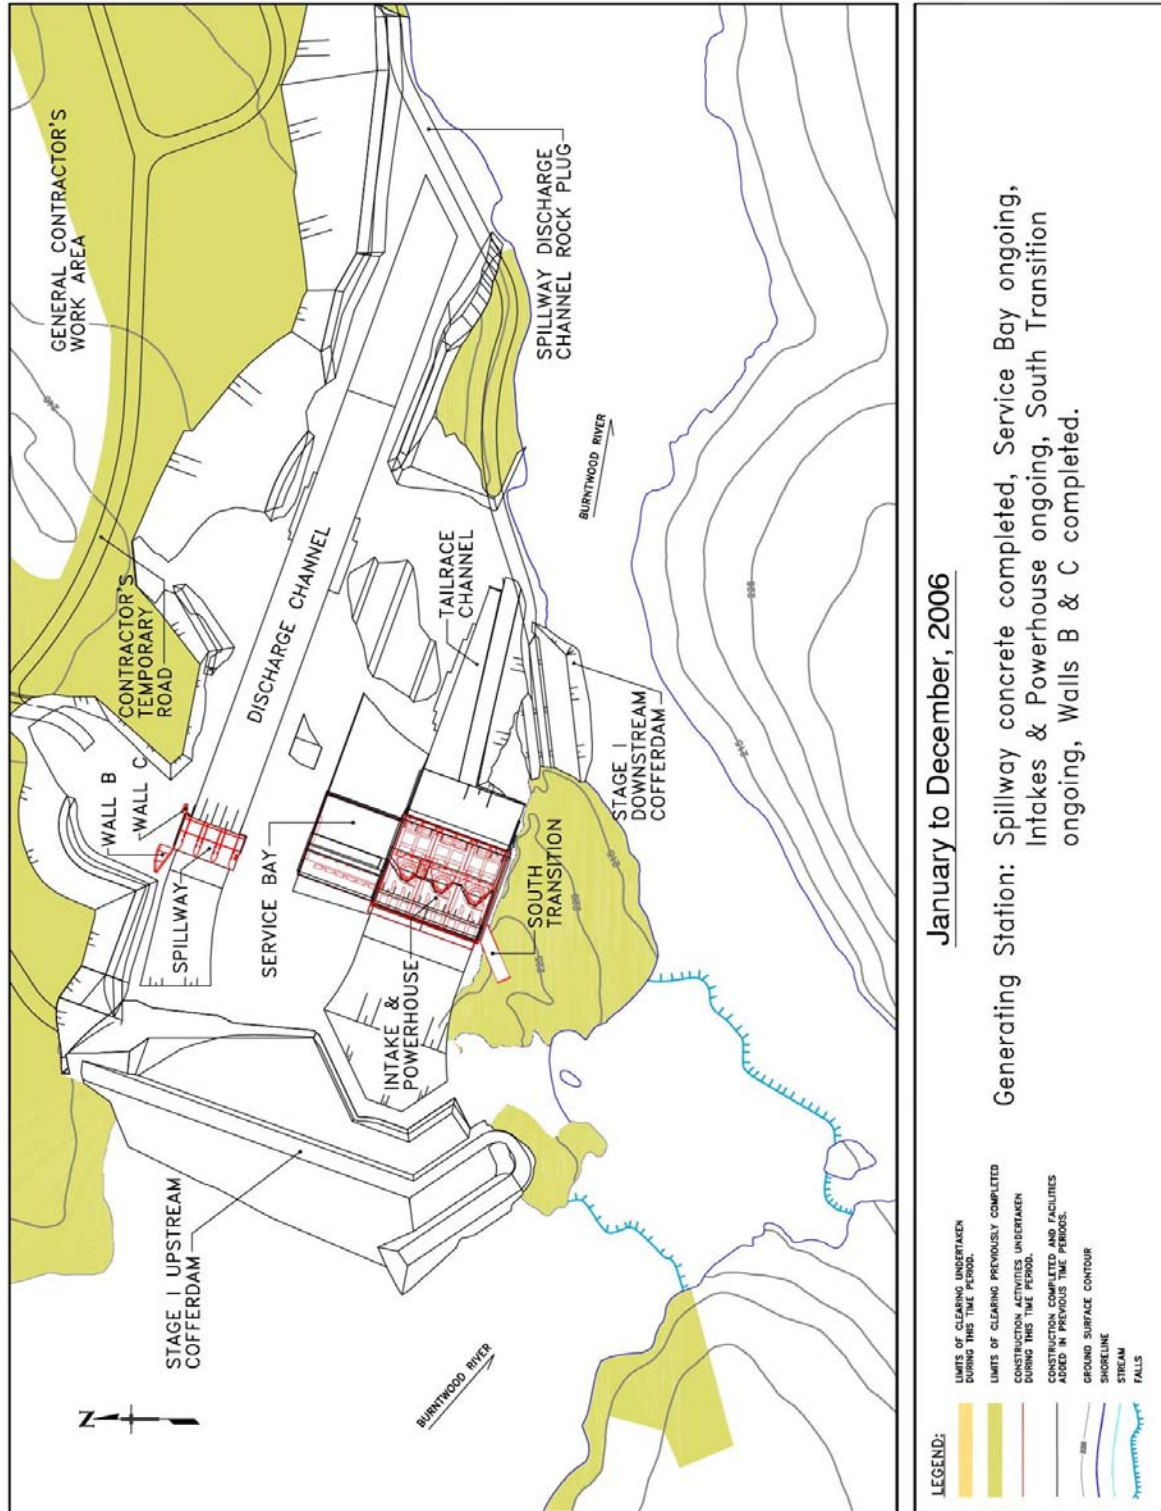 GENERAL CONTRACTOR'S
WORK AREA
240
CONTRACTOR'S
TEMPORARY
ROAD
WALL B
WALL C
SPILLWAY
DISCHARGE CHANNEL
SERVICE BAY
SPILLWAY DISCHARGE
CHANNEL ROCK PLUG
BURNTWOOD RIVER
TAILRACE
CHANNEL
STAGE I
DOWNSTREAM
COFFERDAM
SOUTH
TRANSITION
INTAKE &
POWERHOUSE
STAGE I UPSTREAM
COFFERDAM
BURNTWOOD RIVER
N
225
215
215
January to December, 2006
Generating Station: Spillway concrete completed, Service Bay ongoing,
Intakes & Powerhouse ongoing, South Transition
ongoing, Walls B & C completed.
LEGEND:
LIMITS OF CLEARING UNDERTAKEN
DURING THIS TIME PERIOD.
LIMITS OF CLEARING PREVIOUSLY COMPLETED
CONSTRUCTION ACTIVITIES UNDERTAKEN
DURING THIS TIME PERIOD.
CONSTRUCTION COMPLETED AND FACILITIES
ADDED IN PREVIOUS TIME PERIODS.
GROUND SURFACE CONTOUR
SHORELINE
STREAM
FALLS